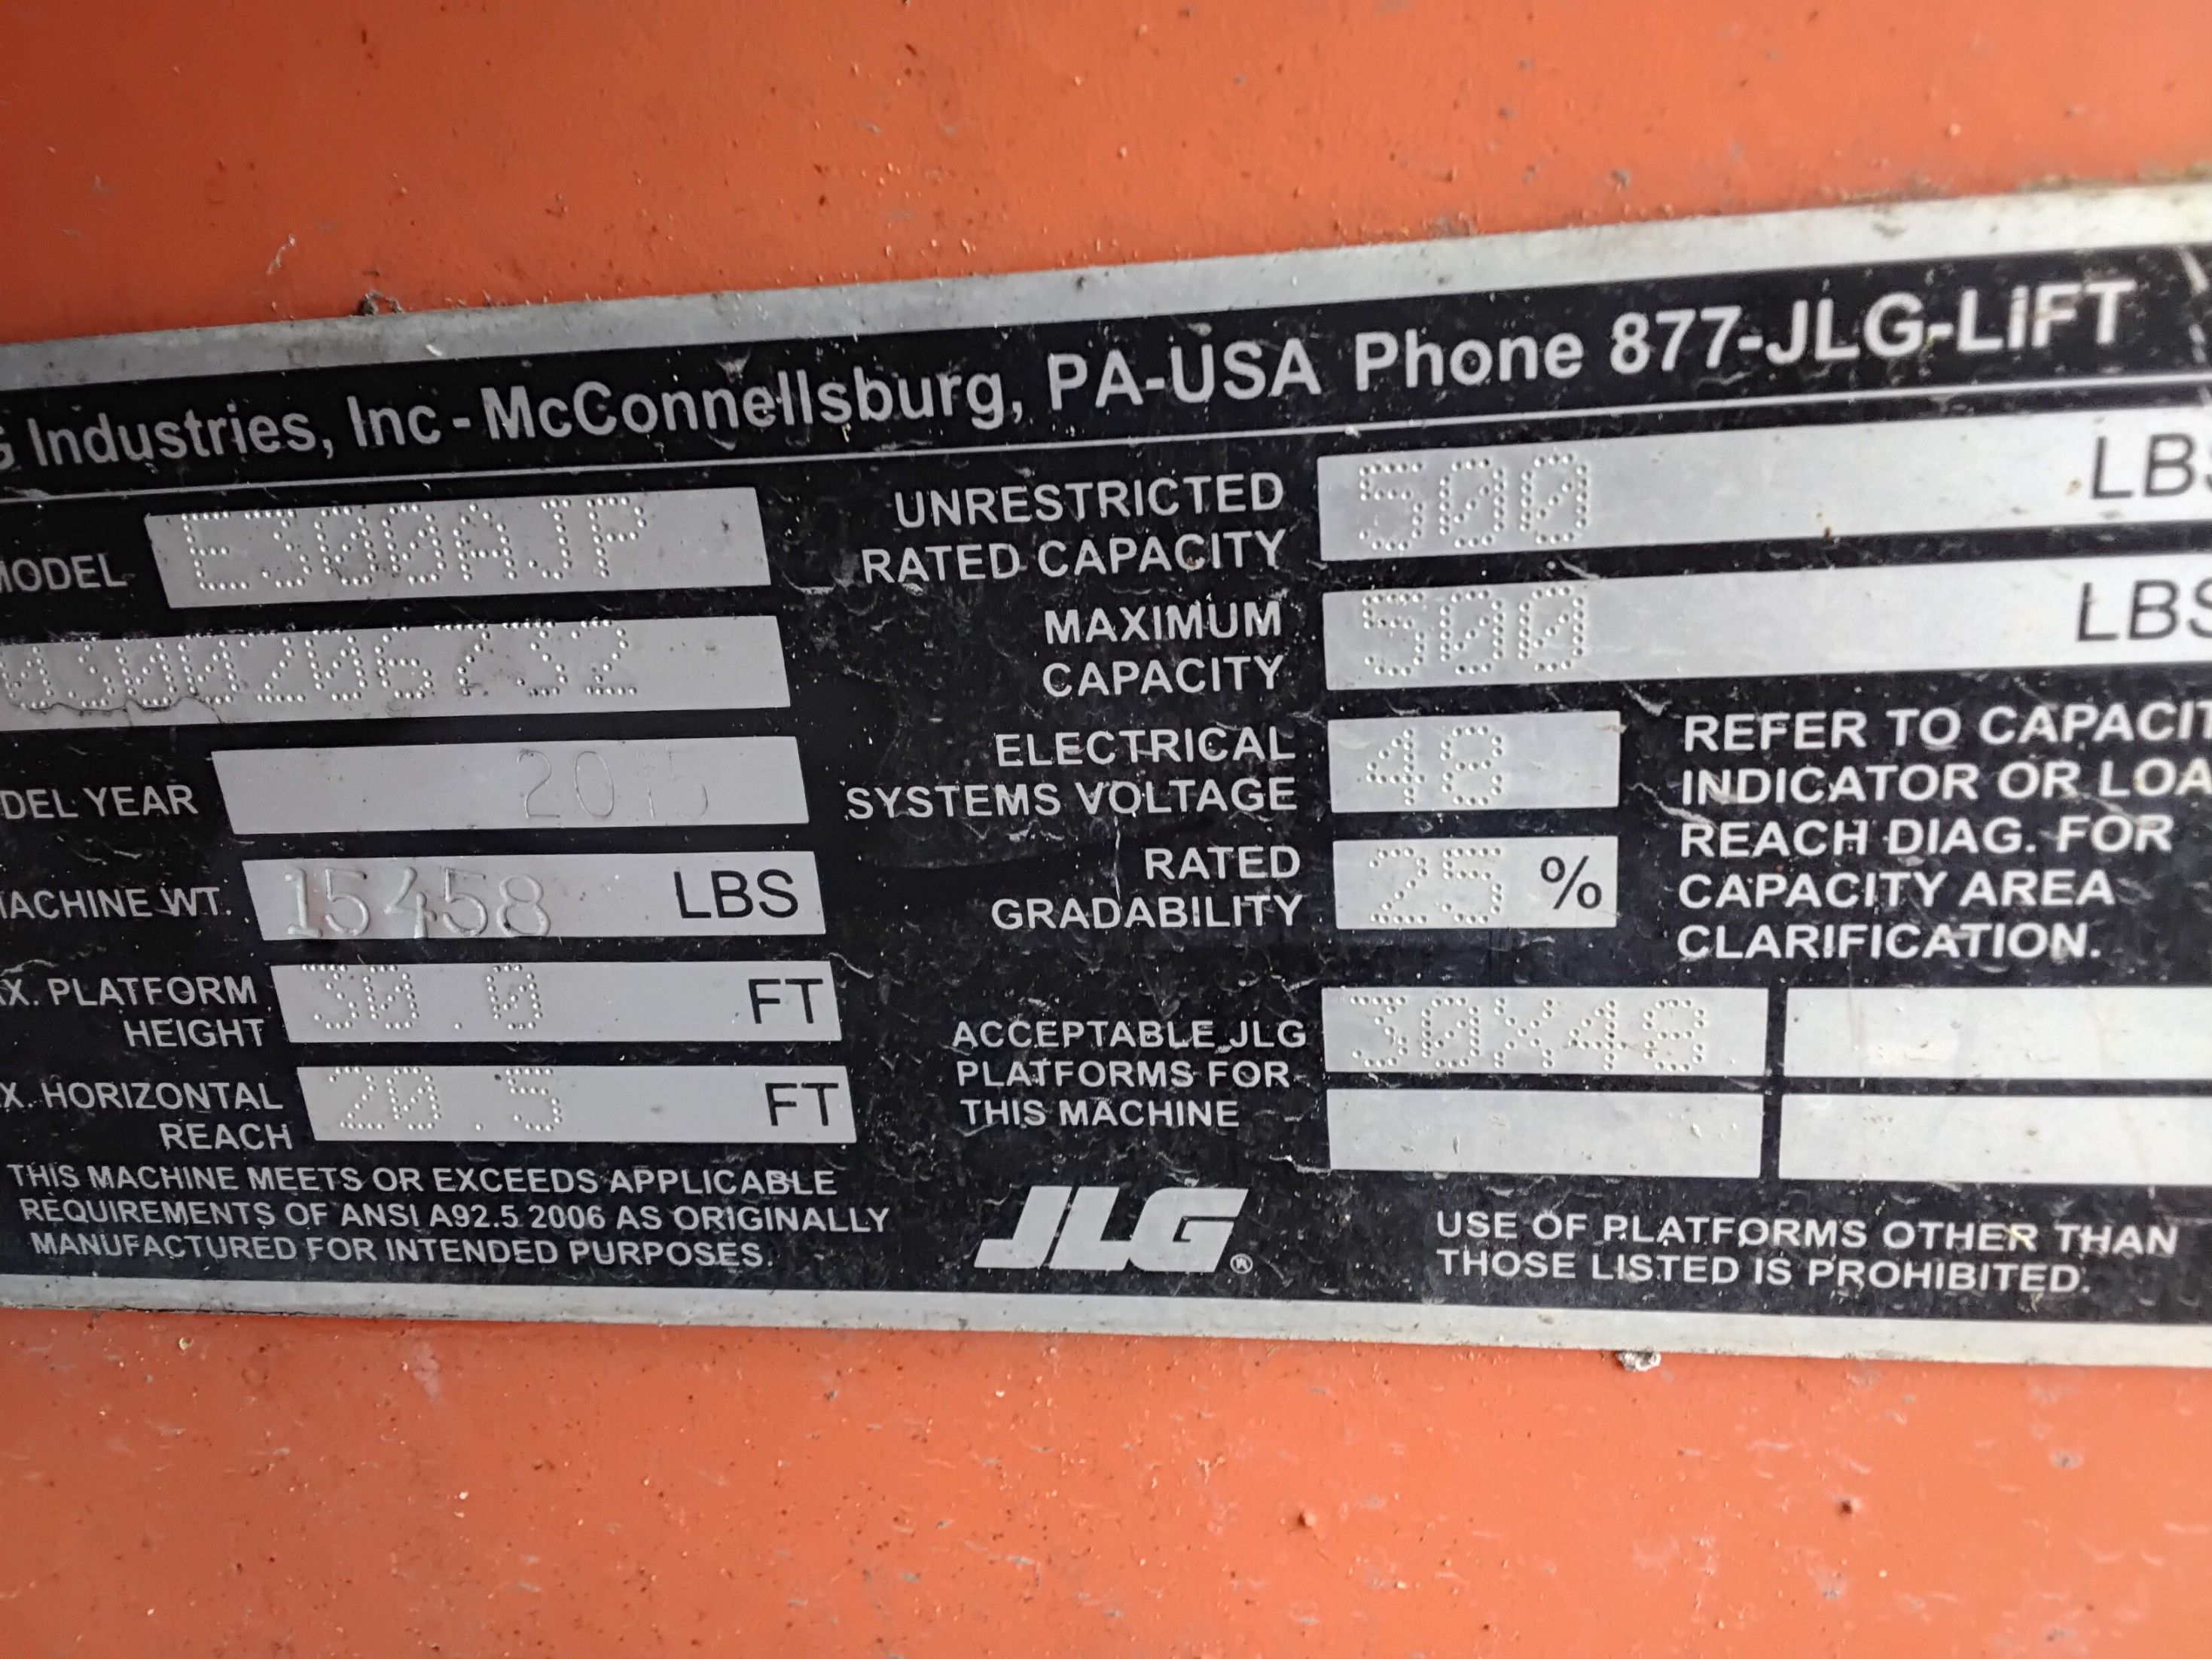 G Industries, Inc - McConnellsburg, PA-USA Phone 877-JLG-LIFT
MODEL E300AJP
0300206732
DEL YEAR 2015
MACHINE WT. 15458 LBS
X. PLATFORM
HEIGHT 30.0 FT
X. HORIZONTAL
REACH 20.5 FT
THIS MACHINE MEETS OR EXCEEDS APPLICABLE
REQUIREMENTS OF ANSI A92.5 2006 AS ORIGINALLY
MANUFACTURED FOR INTENDED PURPOSES.
UNRESTRICTED
RATED CAPACITY 500 LBS
MAXIMUM
CAPACITY 500 LBS
ELECTRICAL
SYSTEMS VOLTAGE 48
RATED
GRADABILITY 25 %
REFER TO CAPACIT
INDICATOR OR LOA
REACH DIAG. FOR
CAPACITY AREA
CLARIFICATION.
ACCEPTABLE JLG
PLATFORMS FOR
THIS MACHINE
30X48
JLG®
USE OF PLATFORMS OTHER THAN
THOSE LISTED IS PROHIBITED.